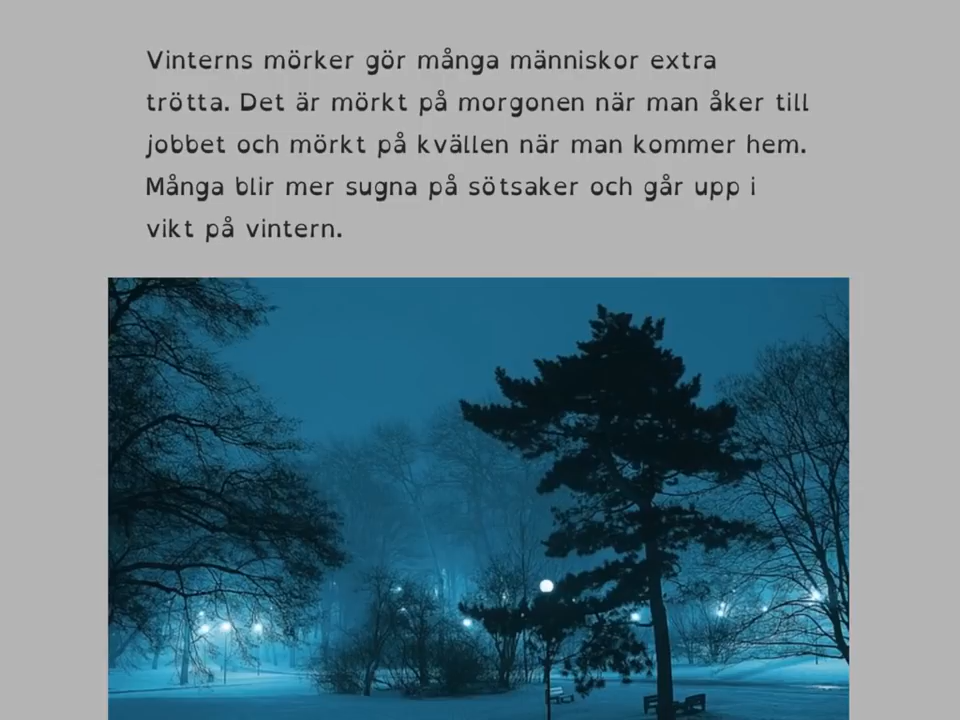 Vinterns mörker gör många människor extra
trötta. Det är mörkt på morgonen när man åker till
jobbet och mörkt på kvällen när man kommer hem.
Många blir mer sugna på sötsaker och går upp i
vikt på vintern.